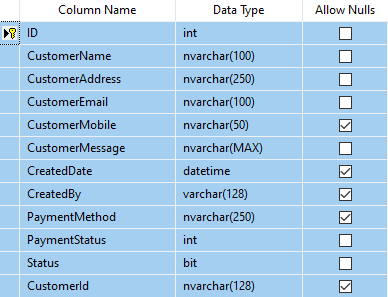 Column Name Data Type Allow Nulls
ID int
CustomerName nvarchar(100)
CustomerAddress nvarchar(250)
CustomerEmail nvarchar(100)
CustomerMobile nvarchar(50)
CustomerMessage nvarchar(MAX)
CreatedDate datetime
CreatedBy varchar(128)
PaymentMethod nvarchar(250)
PaymentStatus int
Status bit
CustomerId nvarchar(128)